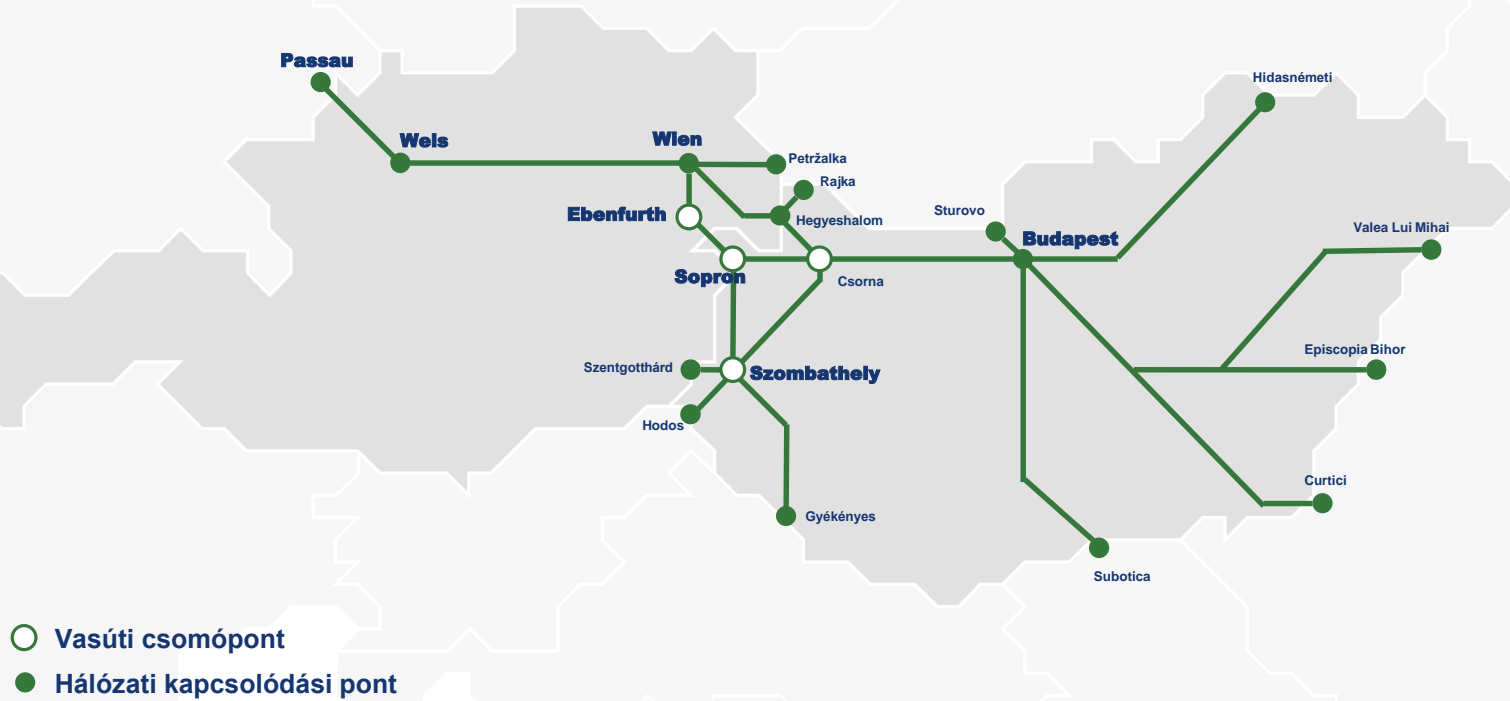 Passau
Hidasnémeti
Wels
Wien
Petržalka
Rajka
Ebenfurth
Hegyeshalom
Sturovo
Budapest
Valea Lui Mihai
Sopron
Csorna
Szentgotthárd
Szombathely
Episcopia Bihor
Hodos
Curtici
Gyékényes
Subotica
Vasúti csomópont
Hálózati kapcsolódási pont